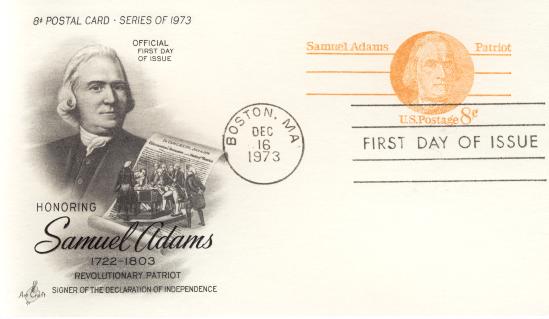 8¢ POSTAL CARD · SERIES OF 1973
OFFICIAL
FIRST DAY
OF ISSUE
HONORING
Samuel Adams
1722-1803
REVOLUTIONARY PATRIOT
SIGNER OF THE DECLARATION OF INDEPENDENCE
Art Craft
BOSTON, MA
DEC
16
1973
Samuel Adams Patriot
U.S. Postage 8¢
FIRST DAY OF ISSUE